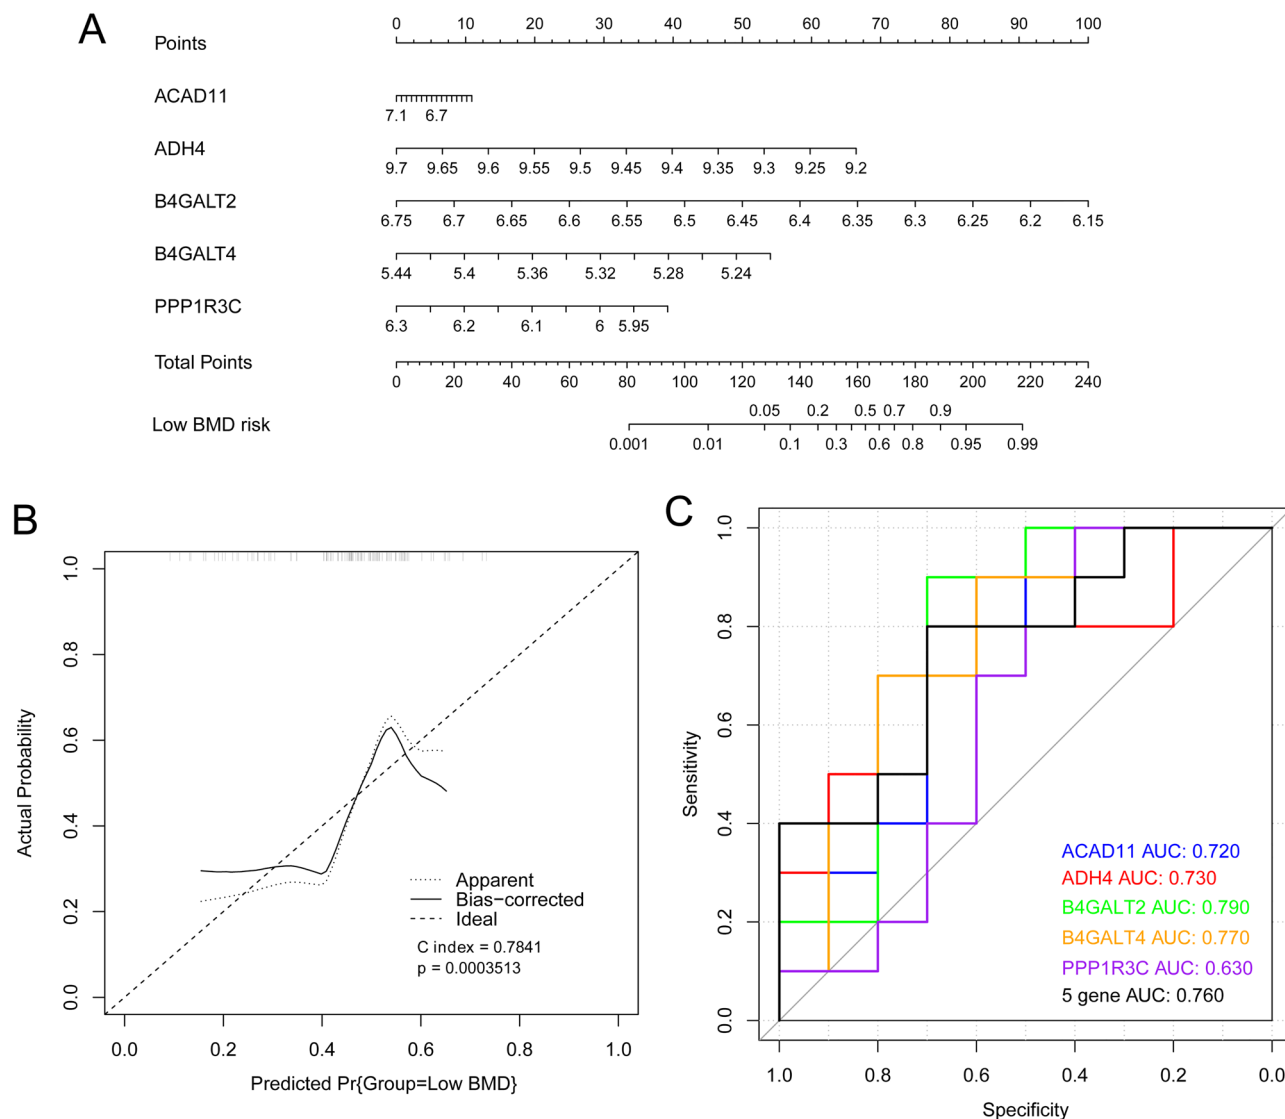 A
Points
0 10 20 30 40 50 60 70 80 90 100
ACAD11
7.1 6.7
ADH4
9.7 9.65 9.6 9.55 9.5 9.45 9.4 9.35 9.3 9.25 9.2
B4GALT2
6.75 6.7 6.65 6.6 6.55 6.5 6.45 6.4 6.35 6.3 6.25 6.2 6.15
B4GALT4
5.44 5.4 5.36 5.32 5.28 5.24
PPP1R3C
6.3 6.2 6.1 6 5.95
Total Points
0 20 40 60 80 100 120 140 160 180 200 220 240
0.05 0.2 0.5 0.7 0.9
Low BMD risk
0.001 0.01 0.1 0.3 0.6 0.8 0.95 0.99
B
1.0
0.8
0.6
0.4
0.2
0.0
Actual Probability
Apparent
Bias-corrected
Ideal
C index = 0.7841
p = 0.0003513
0.0 0.2 0.4 0.6 0.8 1.0
Predicted Pr{Group=Low BMD}
C
1.0
0.8
0.6
0.4
0.2
0.0
Sensitivity
ACAD11 AUC: 0.720
ADH4 AUC: 0.730
B4GALT2 AUC: 0.790
B4GALT4 AUC: 0.770
PPP1R3C AUC: 0.630
5 gene AUC: 0.760
1.0 0.8 0.6 0.4 0.2 0.0
Specificity